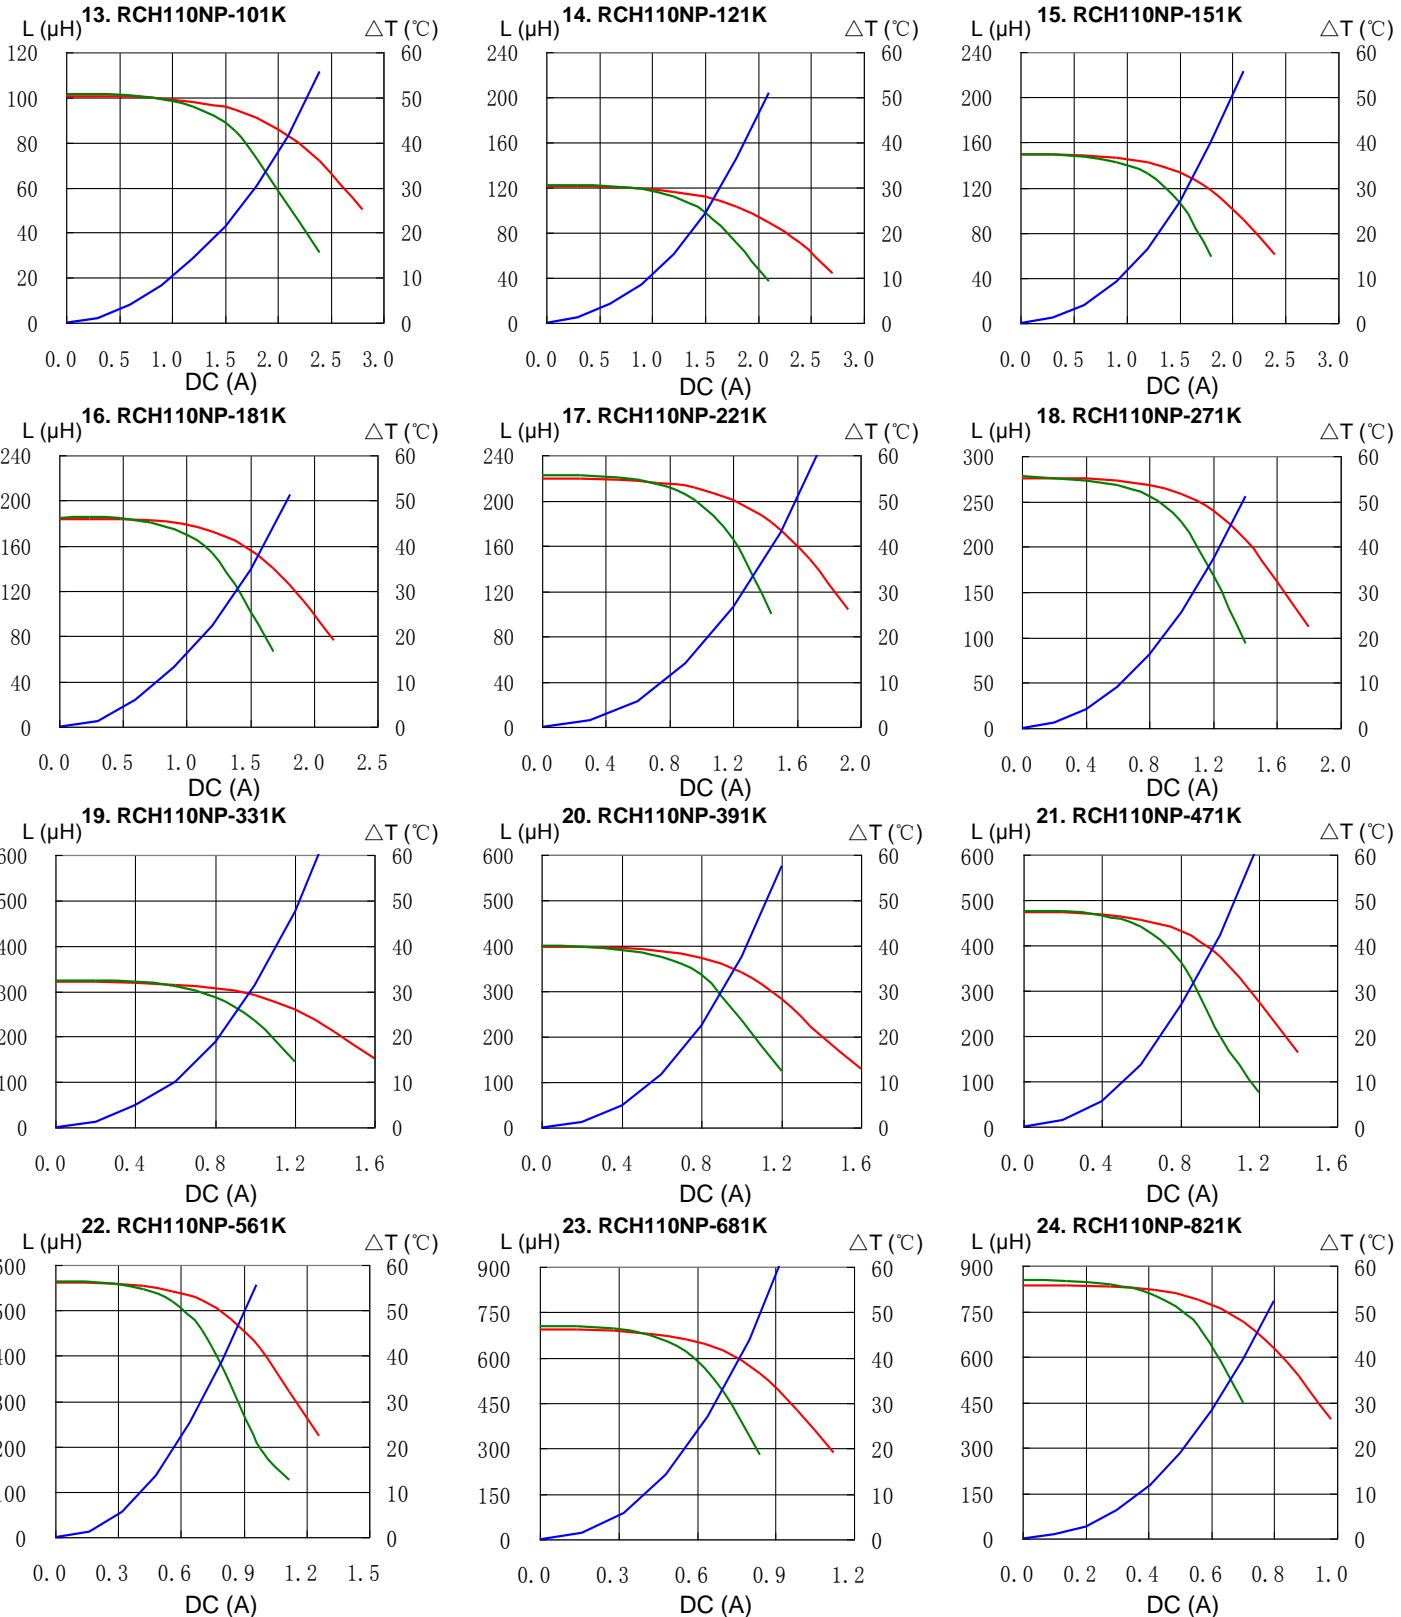 13. RCH110NP-101K
L (μH)
△T (℃)
120
100
80
60
40
20
0
60
50
40
30
20
10
0
0.0 0.5 1.0 1.5 2.0 2.5 3.0
DC (A)
14. RCH110NP-121K
L (μH)
△T (℃)
240
200
160
120
80
40
0
60
50
40
30
20
10
0
0.0 0.5 1.0 1.5 2.0 2.5 3.0
DC (A)
15. RCH110NP-151K
L (μH)
△T (℃)
240
200
160
120
80
40
0
60
50
40
30
20
10
0
0.0 0.5 1.0 1.5 2.0 2.5 3.0
DC (A)
16. RCH110NP-181K
L (μH)
△T (℃)
240
200
160
120
80
40
0
60
50
40
30
20
10
0
0.0 0.5 1.0 1.5 2.0 2.5
DC (A)
17. RCH110NP-221K
L (μH)
△T (℃)
240
200
160
120
80
40
0
60
50
40
30
20
10
0
0.0 0.4 0.8 1.2 1.6 2.0
DC (A)
18. RCH110NP-271K
L (μH)
△T (℃)
300
250
200
150
100
50
0
60
50
40
30
20
10
0
0.0 0.4 0.8 1.2 1.6 2.0
DC (A)
19. RCH110NP-331K
L (μH)
△T (℃)
600
500
400
300
200
100
0
60
50
40
30
20
10
0
0.0 0.4 0.8 1.2 1.6
DC (A)
20. RCH110NP-391K
L (μH)
△T (℃)
600
500
400
300
200
100
0
60
50
40
30
20
10
0
0.0 0.4 0.8 1.2 1.6
DC (A)
21. RCH110NP-471K
L (μH)
△T (℃)
600
500
400
300
200
100
0
60
50
40
30
20
10
0
0.0 0.4 0.8 1.2 1.6
DC (A)
22. RCH110NP-561K
L (μH)
△T (℃)
600
500
400
300
200
100
0
60
50
40
30
20
10
0
0.0 0.3 0.6 0.9 1.2 1.5
DC (A)
23. RCH110NP-681K
L (μH)
△T (℃)
900
750
600
450
300
150
0
60
50
40
30
20
10
0
0.0 0.3 0.6 0.9 1.2
DC (A)
24. RCH110NP-821K
L (μH)
△T (℃)
900
750
600
450
300
150
0
60
50
40
30
20
10
0
0.0 0.2 0.4 0.6 0.8 1.0
DC (A)